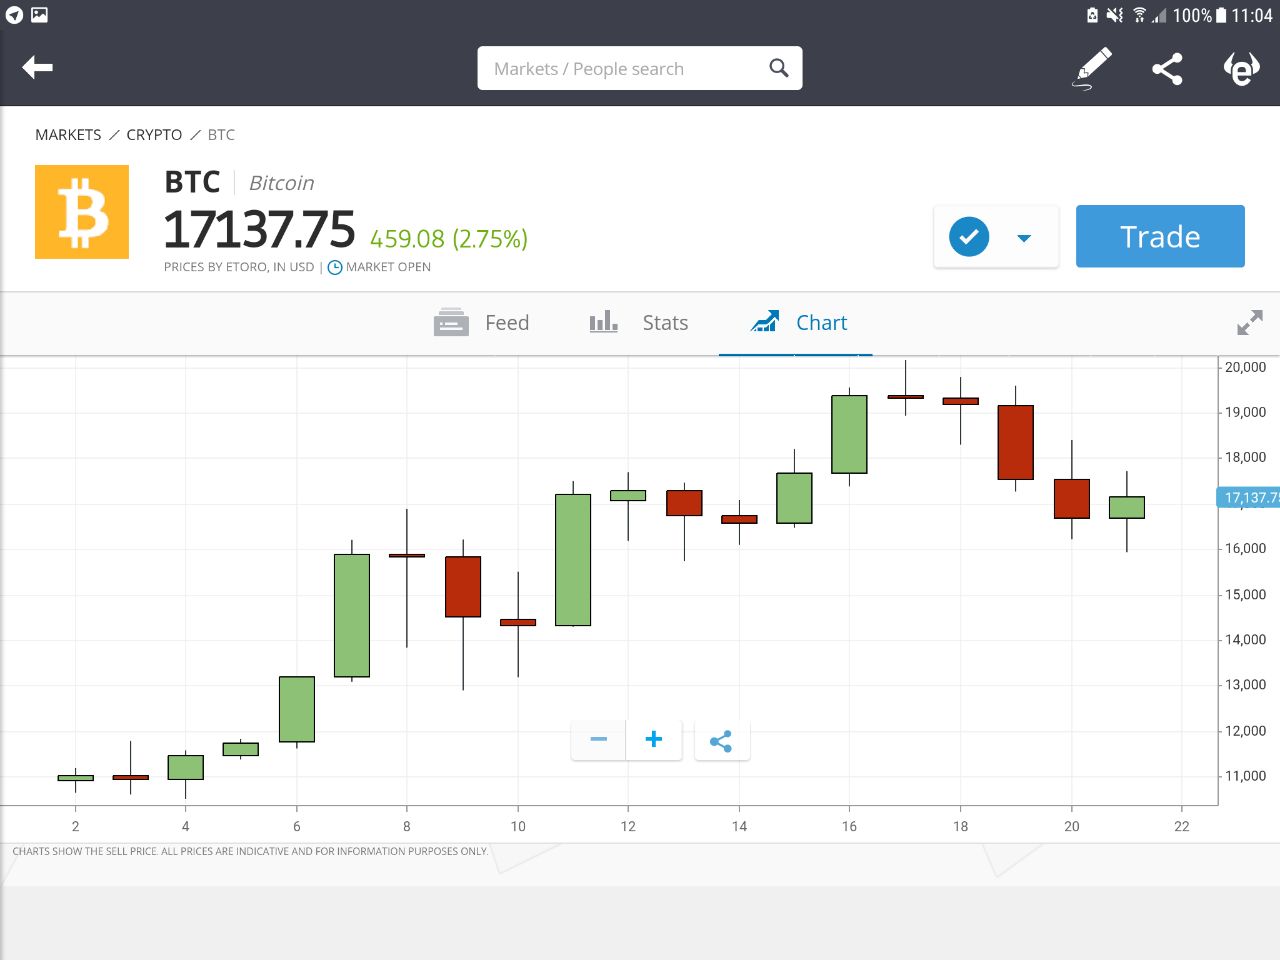 100% 11:04
Markets / People search
MARKETS / CRYPTO / BTC
BTC Bitcoin
17137.75 459.08 (2.75%)
PRICES BY ETORO, IN USD | MARKET OPEN
Trade
Feed Stats Chart
20,000
19,000
18,000
17,137.75
16,000
15,000
14,000
13,000
12,000
11,000
2 4 6 8 10 12 14 16 18 20 22
CHARTS SHOW THE SELL PRICE. ALL PRICES ARE INDICATIVE AND FOR INFORMATION PURPOSES ONLY.